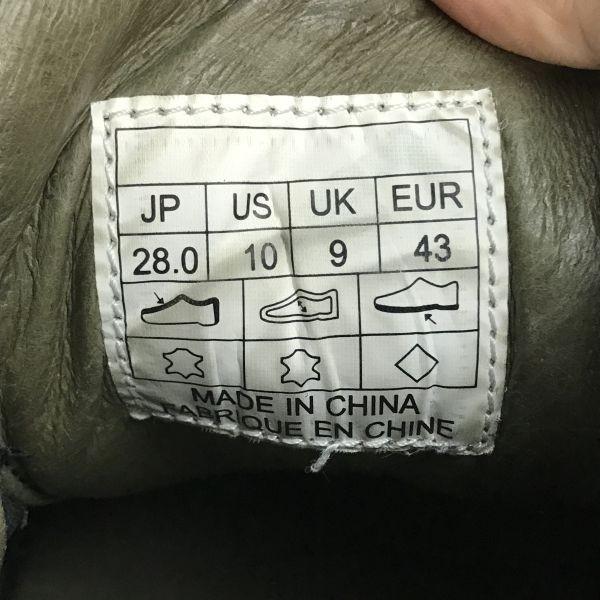 JP US UK EUR
28.0 10 9 43
MADE IN CHINA
FABRIQUE EN CHINE